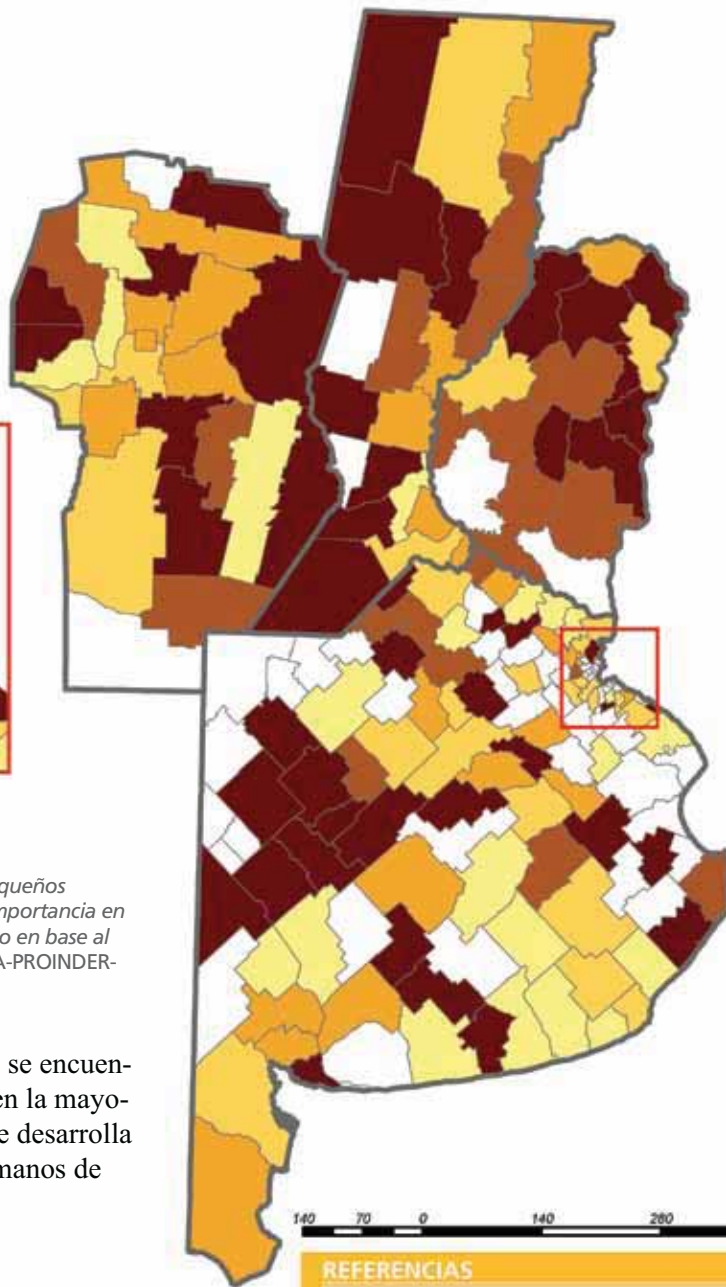 queños
mportancia en
o en base al
A-PROINDER-
se encuen-
en la mayo-
e desarrolla
manos de
140 70 0 140 280
REFERENCIAS